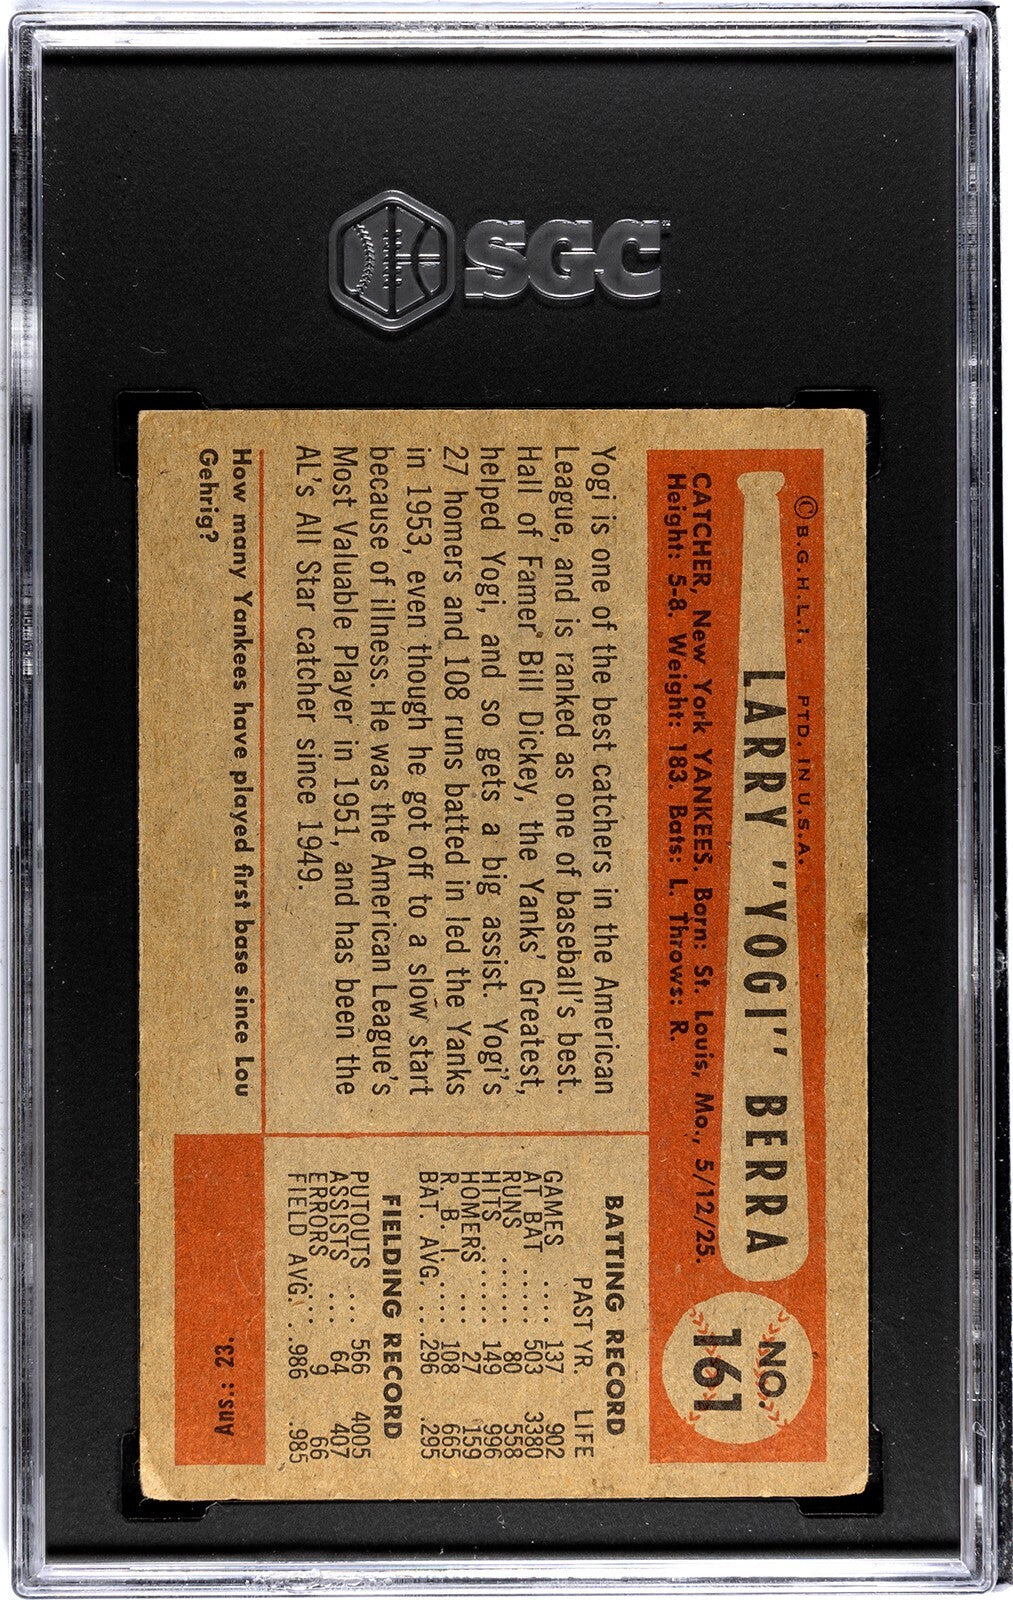 SGC
© B.G.H.L.I. PTD. IN U.S.A.
LARRY "YOGI" BERRA
NO.
161
CATCHER, New York YANKEES. Born: St. Louis, Mo., 5/12/25.
Height: 5-8. Weight: 183. Bats: L. Throws: R.
Yogi is one of the best catchers in the American
League, and is ranked as one of baseball's best.
Hall of Famer Bill Dickey, the Yanks' Greatest,
helped Yogi, and so gets a big assist. Yogi's
27 homers and 108 runs batted in led the Yanks
in 1953, even though he got off to a slow start
because of illness. He was the American League's
Most Valuable Player in 1951, and has been the
AL's All Star catcher since 1949.
BATTING RECORD
PAST YR. LIFE
GAMES .... 137 902
AT BAT .... 503 3380
RUNS ...... 80 558
HITS ...... 149 996
HOMERS ..... 27 159
R. B. I. .... 108 665
BAT. AVG. ... .296 .295
FIELDING RECORD
PUTOUTS ... 566 4005
ASSISTS ... 64 407
ERRORS .... 9 66
FIELD AVG. .. .986 .985
How many Yankees have played first base since Lou
Gehrig?
Ans.: 23.